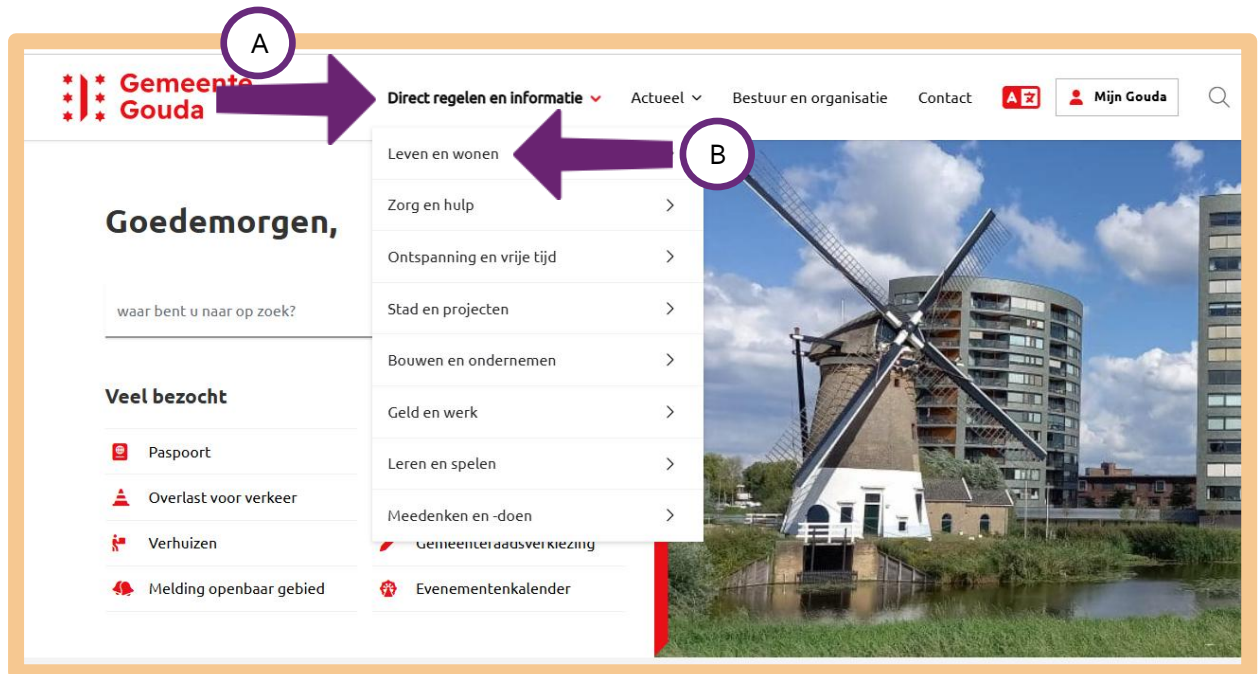 A
Gemeente
Gouda
Direct regelen en informatie
Actueel
Bestuur en organisatie
Contact
A
Mijn Gouda
B
Leven en wonen
Zorg en hulp
Ontspanning en vrije tijd
Stad en projecten
Bouwen en ondernemen
Geld en werk
Leren en spelen
Meedenken en -doen
Goedemorgen,
waar bent u naar op zoek?
Veel bezocht
Paspoort
Overlast voor verkeer
Verhuizen
Melding openbaar gebied
Gemeenteraadsverkiezing
Evenementenkalender